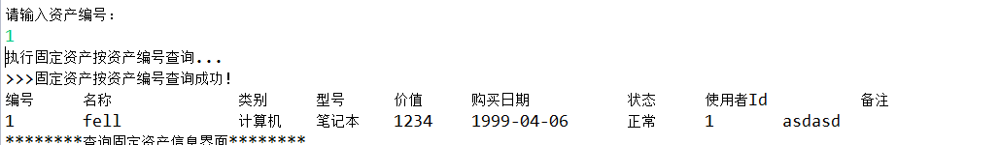 请输入资产编号：
1
执行固定资产按资产编号查询...
>>>固定资产按资产编号查询成功!
编号 名称 类别 型号 价值 购买日期 状态 使用者Id 备注
1 fell 计算机 笔记本 1234 1999-04-06 正常 1 asdasd
********查询固定资产信息界面********